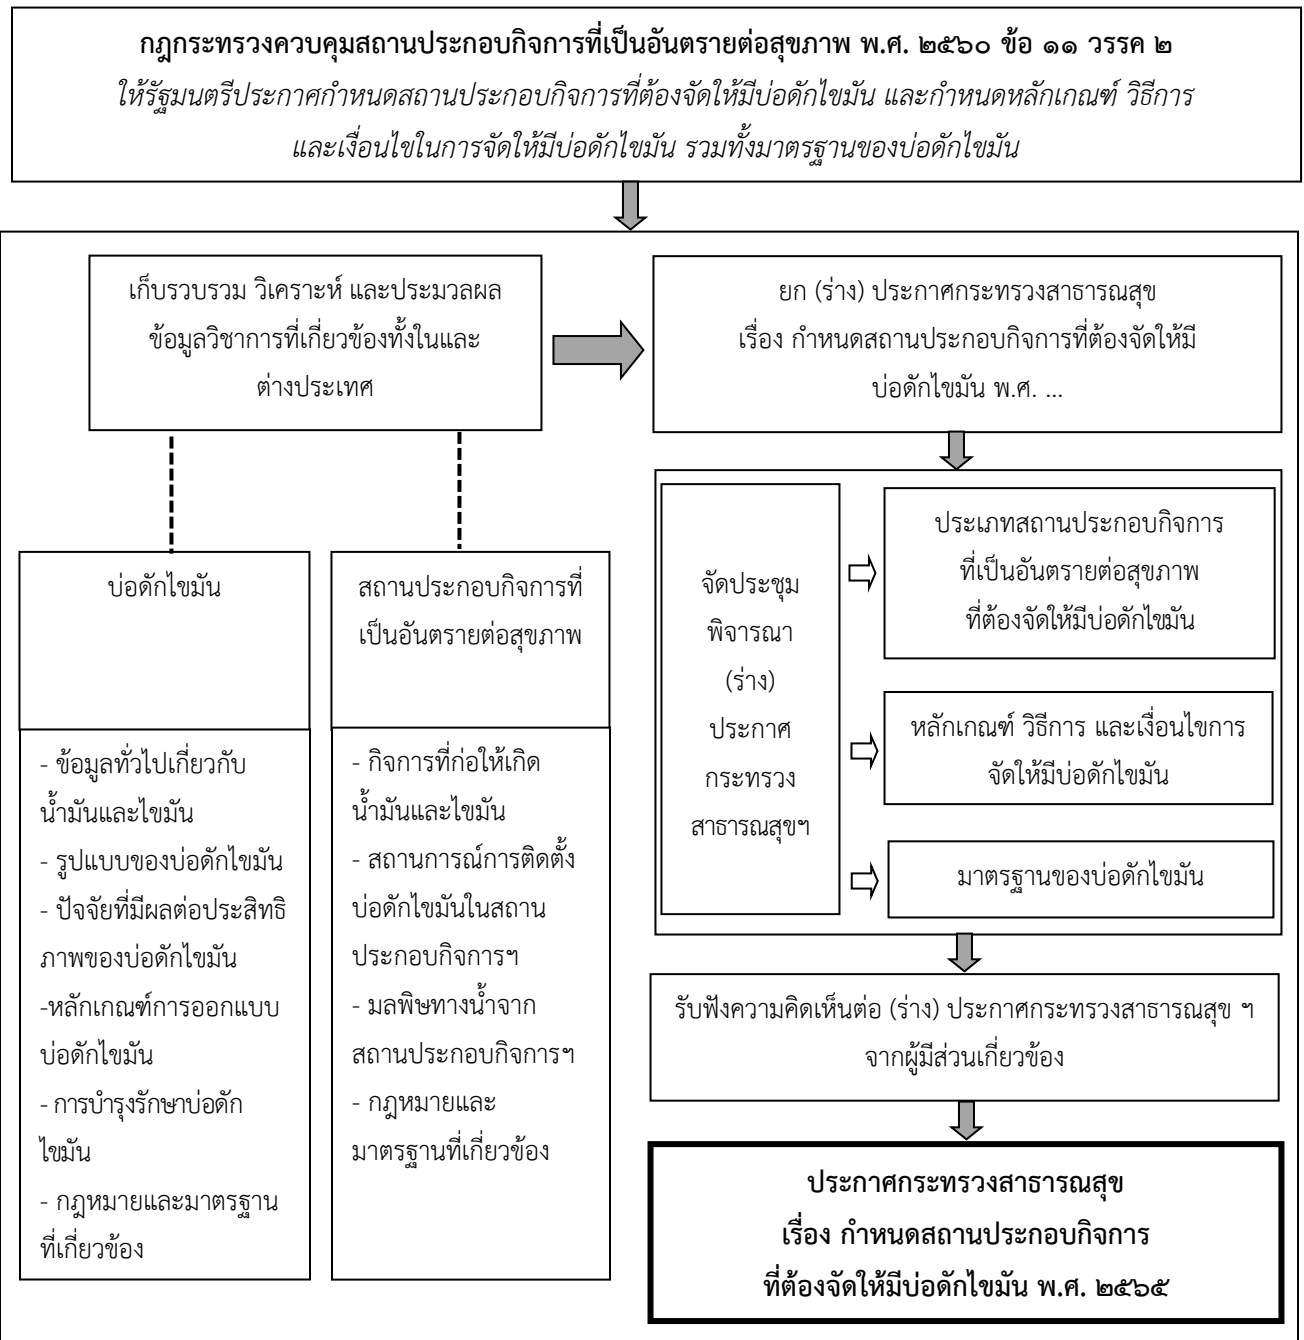 กฎกระทรวงควบคุมสถานประกอบกิจการที่เป็นอันตรายต่อสุขภาพ พ.ศ. ๒๕๖๐ ข้อ ๑๑ วรรค ๒
ให้รัฐมนตรีประกาศกำหนดสถานประกอบกิจการที่ต้องจัดให้มีบ่อดักไขมัน และกำหนดหลักเกณฑ์ วิธีการ
และเงื่อนไขในการจัดให้มีบ่อดักไขมัน รวมทั้งมาตรฐานของบ่อดักไขมัน
เก็บรวบรวม วิเคราะห์ และประมวลผล
ข้อมูลวิชาการที่เกี่ยวข้องทั้งในและ
ต่างประเทศ
บ่อดักไขมัน
- ข้อมูลทั่วไปเกี่ยวกับ
น้ำมันและไขมัน
- รูปแบบของบ่อดักไขมัน
- ปัจจัยที่มีผลต่อประสิทธิ
ภาพของบ่อดักไขมัน
-หลักเกณฑ์การออกแบบ
บ่อดักไขมัน
- การบำรุงรักษาบ่อดัก
ไขมัน
- กฎหมายและมาตรฐาน
ที่เกี่ยวข้อง
สถานประกอบกิจการที่
เป็นอันตรายต่อสุขภาพ
- กิจการที่ก่อให้เกิด
น้ำมันและไขมัน
- สถานการณ์การติดตั้ง
บ่อดักไขมันในสถาน
ประกอบกิจการฯ
- มลพิษทางน้ำจาก
สถานประกอบกิจการฯ
- กฎหมายและ
มาตรฐานที่เกี่ยวข้อง
ยก (ร่าง) ประกาศกระทรวงสาธารณสุข
เรื่อง กำหนดสถานประกอบกิจการที่ต้องจัดให้มี
บ่อดักไขมัน พ.ศ. ...
จัดประชุม
พิจารณา
(ร่าง)
ประกาศ
กระทรวง
สาธารณสุขฯ
ประเภทสถานประกอบกิจการ
ที่เป็นอันตรายต่อสุขภาพ
ที่ต้องจัดให้มีบ่อดักไขมัน
หลักเกณฑ์ วิธีการ และเงื่อนไขการ
จัดให้มีบ่อดักไขมัน
มาตรฐานของบ่อดักไขมัน
รับฟังความคิดเห็นต่อ (ร่าง) ประกาศกระทรวงสาธารณสุข ฯ
จากผู้มีส่วนเกี่ยวข้อง
ประกาศกระทรวงสาธารณสุข
เรื่อง กำหนดสถานประกอบกิจการ
ที่ต้องจัดให้มีบ่อดักไขมัน พ.ศ. ๒๕๖๕